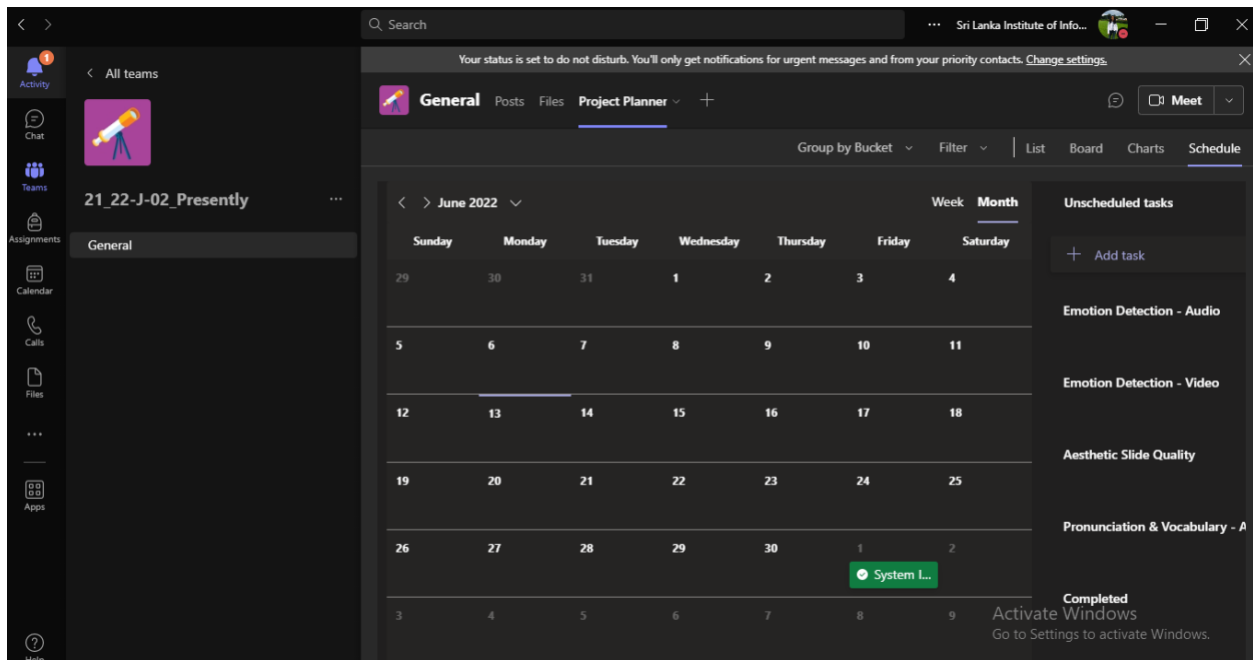 Search
Sri Lanka Institute of Info...
1
Activity
Chat
Teams
Assignments
Calendar
Calls
Files
Apps
Help
All teams
21_22-J-02_Presently
General
Your status is set to do not disturb. You'll only get notifications for urgent messages and from your priority contacts. Change settings.
General Posts Files Project Planner
Meet
Group by Bucket Filter List Board Charts Schedule
June 2022
Week Month
Sunday Monday Tuesday Wednesday Thursday Friday Saturday
29 30 31 1 2 3 4
5 6 7 8 9 10 11
12 13 14 15 16 17 18
19 20 21 22 23 24 25
26 27 28 29 30 1 2
System I...
3 4 5 6 7 8 9
Unscheduled tasks
Add task
Emotion Detection - Audio
Emotion Detection - Video
Aesthetic Slide Quality
Pronunciation & Vocabulary - A
Completed
Activate Windows
Go to Settings to activate Windows.